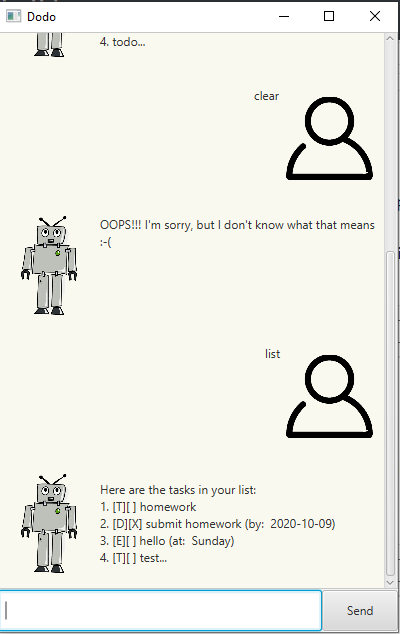 Dodo
4. todo...
clear
OOPS!!! I'm sorry, but I don't know what that means
:-(
list
Here are the tasks in your list:
1. [T][ ] homework
2. [D][X] submit homework (by:  2020-10-09)
3. [E][ ] hello (at:  Sunday)
4. [T][ ] test...
Send